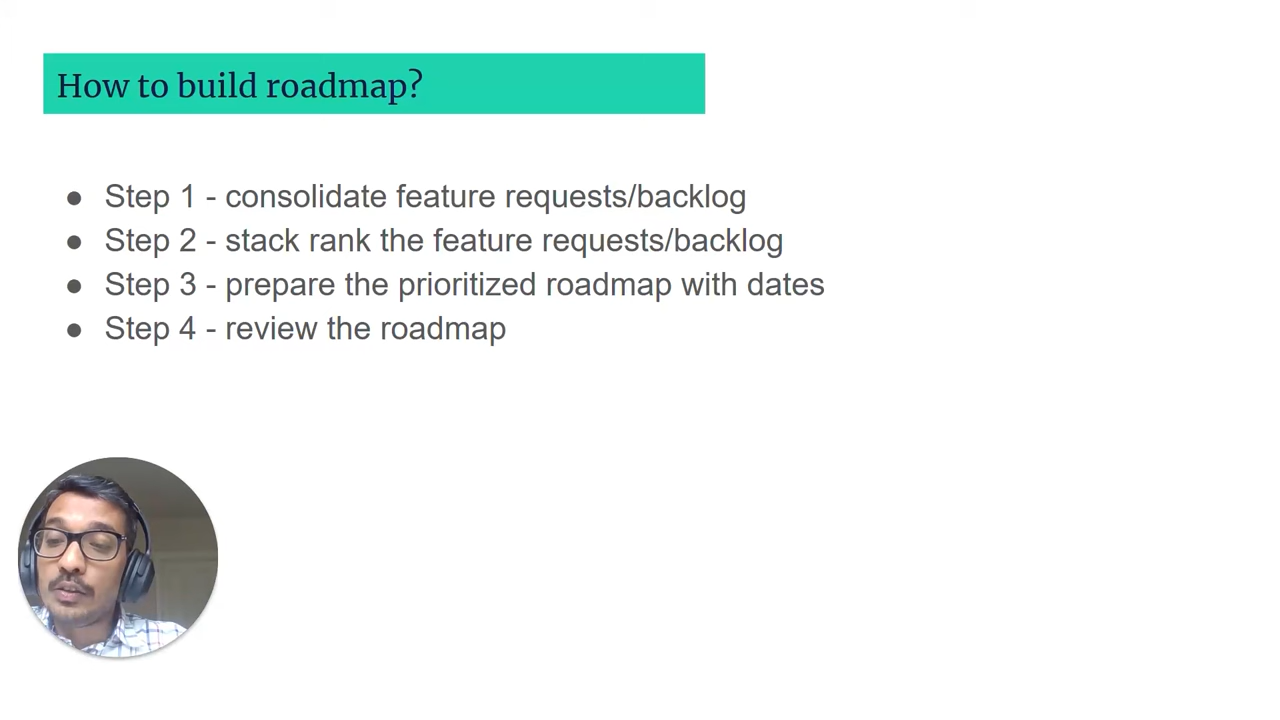 How to build roadmap?
● Step 1 - consolidate feature requests/backlog
● Step 2 - stack rank the feature requests/backlog
● Step 3 - prepare the prioritized roadmap with dates
● Step 4 - review the roadmap